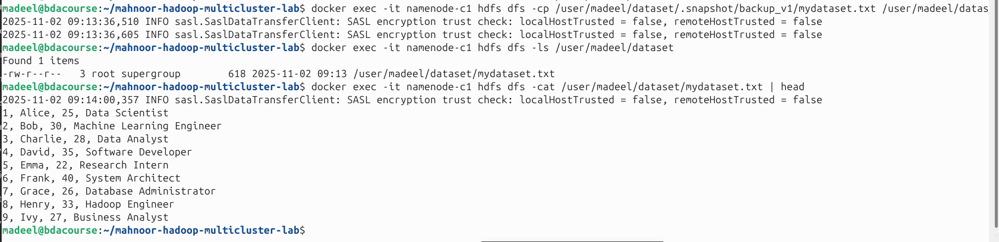 madeel@bdacourse:~/mahnoor-hadoop-multicluster-lab$ docker exec -it namenode-c1 hdfs dfs -cp /user/madeel/dataset/.snapshot/backup_v1/mydataset.txt /user/madeel/datas
2025-11-02 09:13:36,510 INFO sasl.SaslDataTransferClient: SASL encryption trust check: localHostTrusted = false, remoteHostTrusted = false
2025-11-02 09:13:36,605 INFO sasl.SaslDataTransferClient: SASL encryption trust check: localHostTrusted = false, remoteHostTrusted = false
madeel@bdacourse:~/mahnoor-hadoop-multicluster-lab$ docker exec -it namenode-c1 hdfs dfs -ls /user/madeel/dataset
Found 1 items
-rw-r--r--   3 root supergroup        618 2025-11-02 09:13 /user/madeel/dataset/mydataset.txt
madeel@bdacourse:~/mahnoor-hadoop-multicluster-lab$ docker exec -it namenode-c1 hdfs dfs -cat /user/madeel/dataset/mydataset.txt | head
2025-11-02 09:14:00,357 INFO sasl.SaslDataTransferClient: SASL encryption trust check: localHostTrusted = false, remoteHostTrusted = false
1, Alice, 25, Data Scientist
2, Bob, 30, Machine Learning Engineer
3, Charlie, 28, Data Analyst
4, David, 35, Software Developer
5, Emma, 22, Research Intern
6, Frank, 40, System Architect
7, Grace, 26, Database Administrator
8, Henry, 33, Hadoop Engineer
9, Ivy, 27, Business Analyst
madeel@bdacourse:~/mahnoor-hadoop-multicluster-lab$